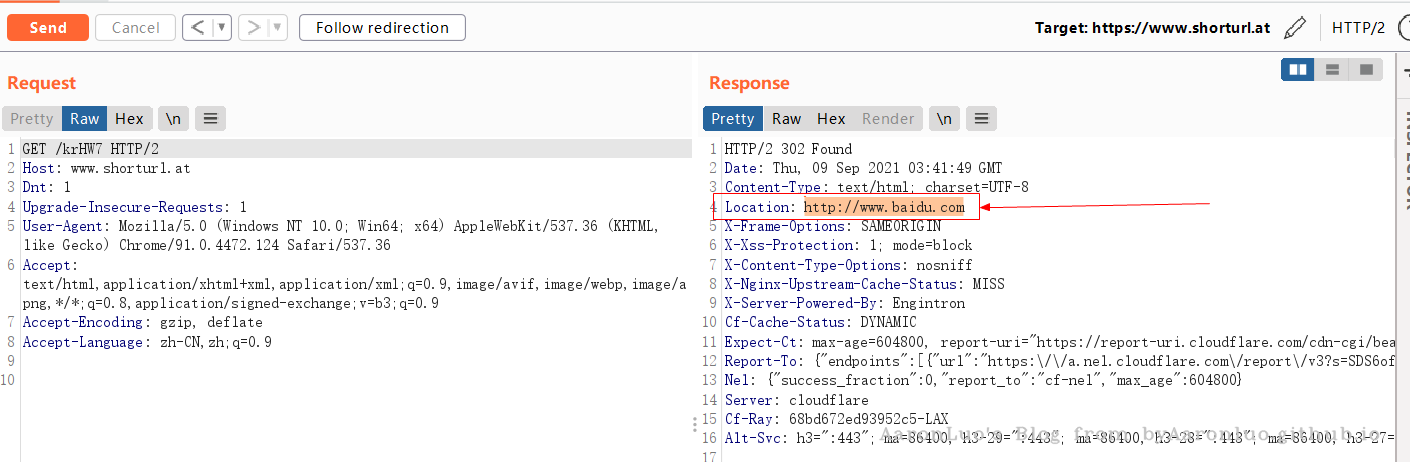 Send Cancel < ▼ > ▼ Follow redirection Target: https://www.shorturl.at HTTP/2
Request
Pretty Raw Hex \n
1 GET /krHW7 HTTP/2
2 Host: www.shorturl.at
3 Dnt: 1
4 Upgrade-Insecure-Requests: 1
5 User-Agent: Mozilla/5.0 (Windows NT 10.0; Win64; x64) AppleWebKit/537.36 (KHTML,
like Gecko) Chrome/91.0.4472.124 Safari/537.36
6 Accept:
text/html,application/xhtml+xml,application/xml;q=0.9,image/avif,image/webp,image/a
png,*/*;q=0.8,application/signed-exchange;v=b3;q=0.9
7 Accept-Encoding: gzip, deflate
8 Accept-Language: zh-CN,zh;q=0.9
9
10
Response
Pretty Raw Hex Render \n
1 HTTP/2 302 Found
2 Date: Thu, 09 Sep 2021 03:41:49 GMT
3 Content-Type: text/html; charset=UTF-8
4 Location: http://www.baidu.com
5 X-Frame-Options: SAMEORIGIN
6 X-Xss-Protection: 1; mode=block
7 X-Content-Type-Options: nosniff
8 X-Nginx-Upstream-Cache-Status: MISS
9 X-Server-Powered-By: Engintron
10 Cf-Cache-Status: DYNAMIC
11 Expect-Ct: max-age=604800, report-uri="https://report-uri.cloudflare.com/cdn-cgi/bea
12 Report-To: {"endpoints":[{"url":"https:\/\/a.nel.cloudflare.com\/report\/v3?s=SDS6of
13 Nel: {"success_fraction":0,"report_to":"cf-nel","max_age":604800}
14 Server: cloudflare
15 Cf-Ray: 68bd672ed93952c5-LAX
16 Alt-Svc: h3=":443"; ma=86400, h3-29=":443"; ma=86400, h3-28=":443"; ma=86400, h3-27=
17
AaronLuo's Blog from byAaronluo.github.io